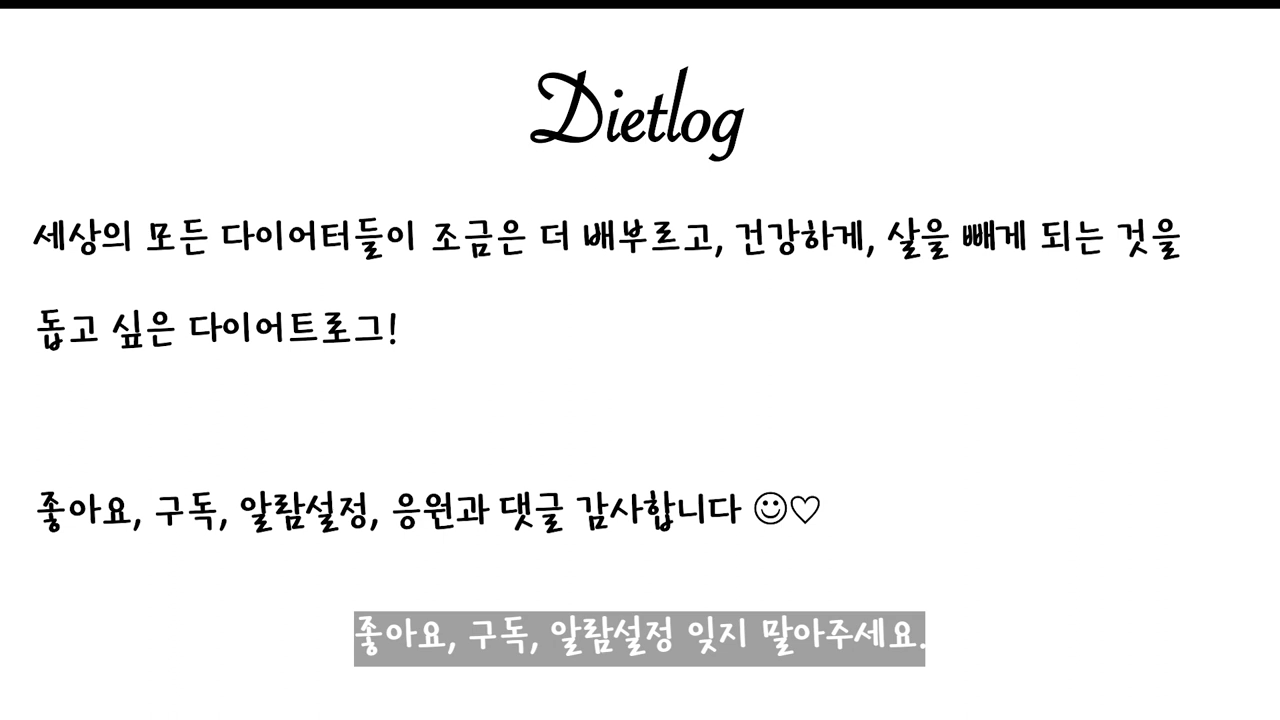 Dietlog
세상의 모든 다이어터들이 조금은 더 배부르고, 건강하게, 살을 빼게 되는 것을
돕고 싶은 다이어트로그!
좋아요, 구독, 알람설정, 응원과 댓글 감사합니다 ☺♡
좋아요, 구독, 알람설정 잊지 말아주세요.